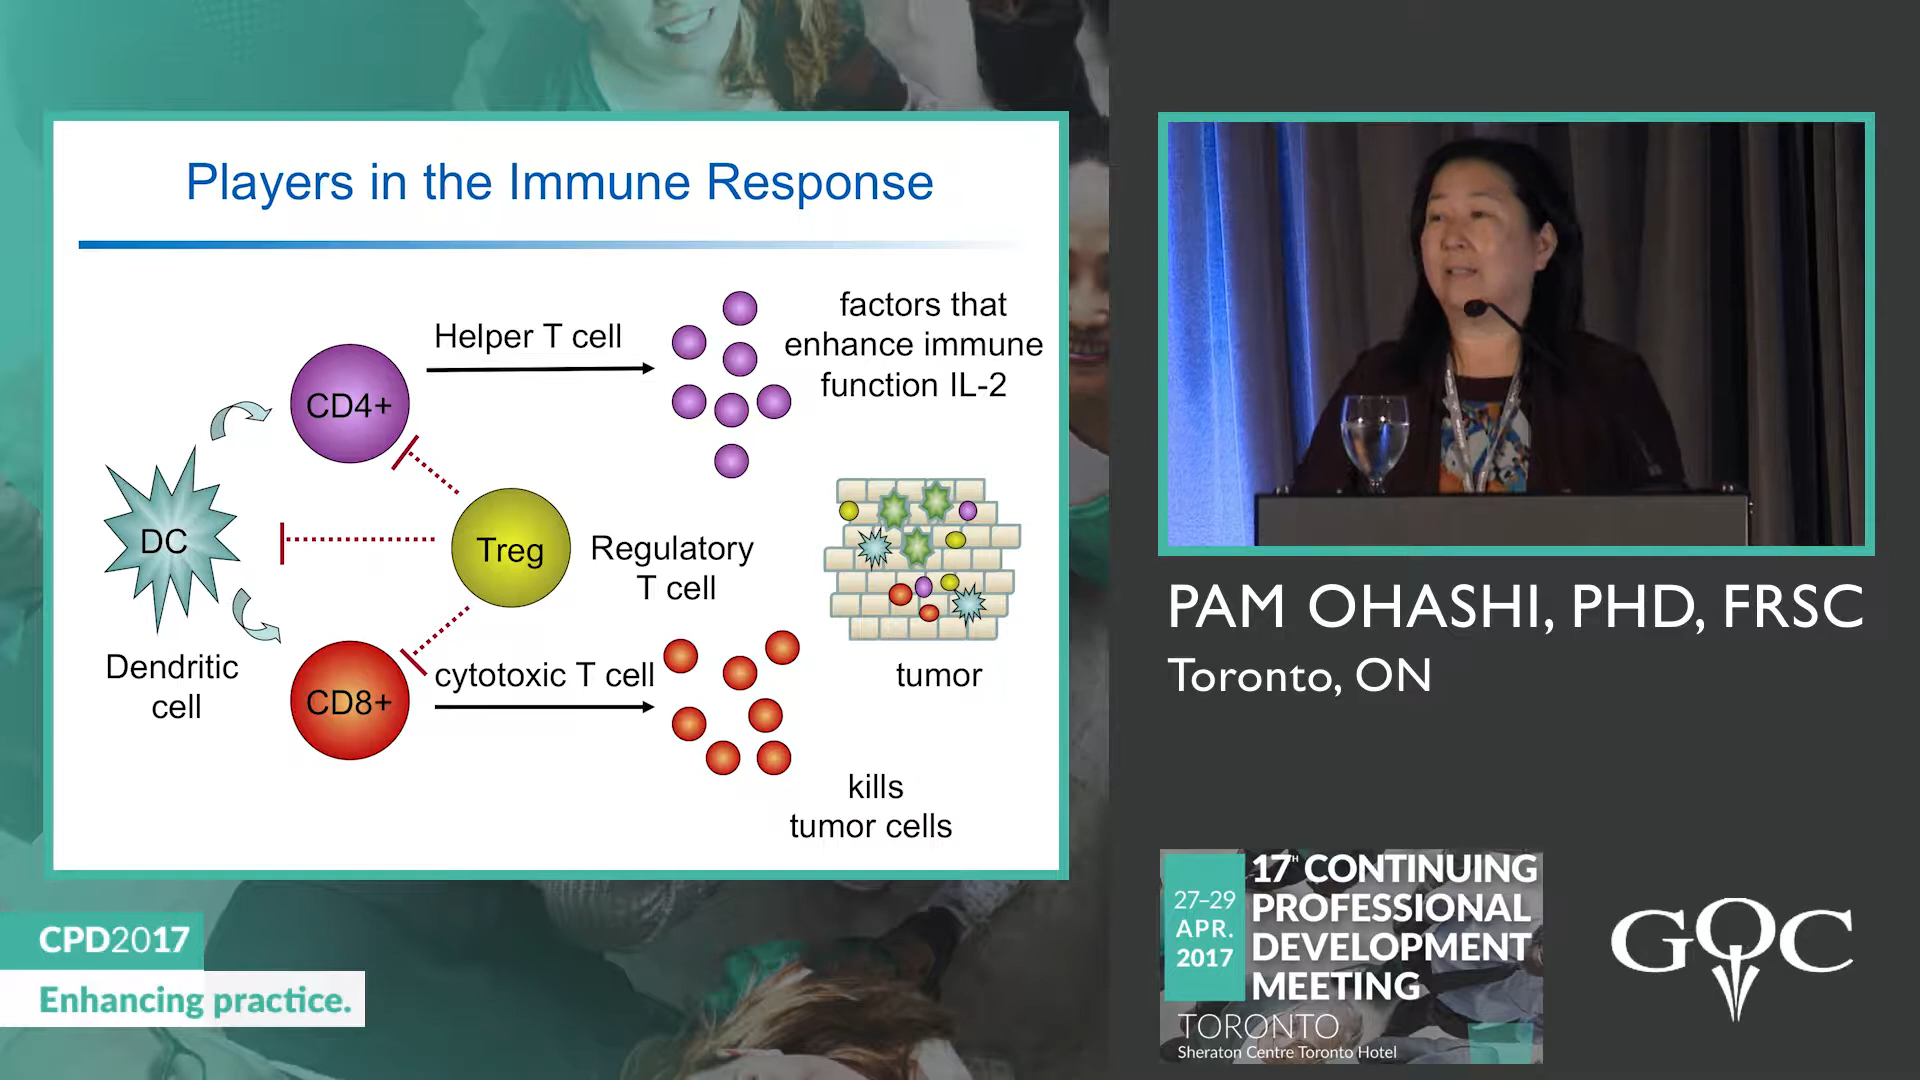 Players in the Immune Response
Helper T cell
factors that
enhance immune
function IL-2
CD4+
DC
Treg
Regulatory
T cell
Dendritic
cell
CD8+
cytotoxic T cell
tumor
kills
tumor cells
PAM OHASHI, PHD, FRSC
Toronto, ON
CPD2017
Enhancing practice.
27–29
APR.
2017
17TH CONTINUING
PROFESSIONAL
DEVELOPMENT
MEETING
TORONTO
Sheraton Centre Toronto Hotel
GOC